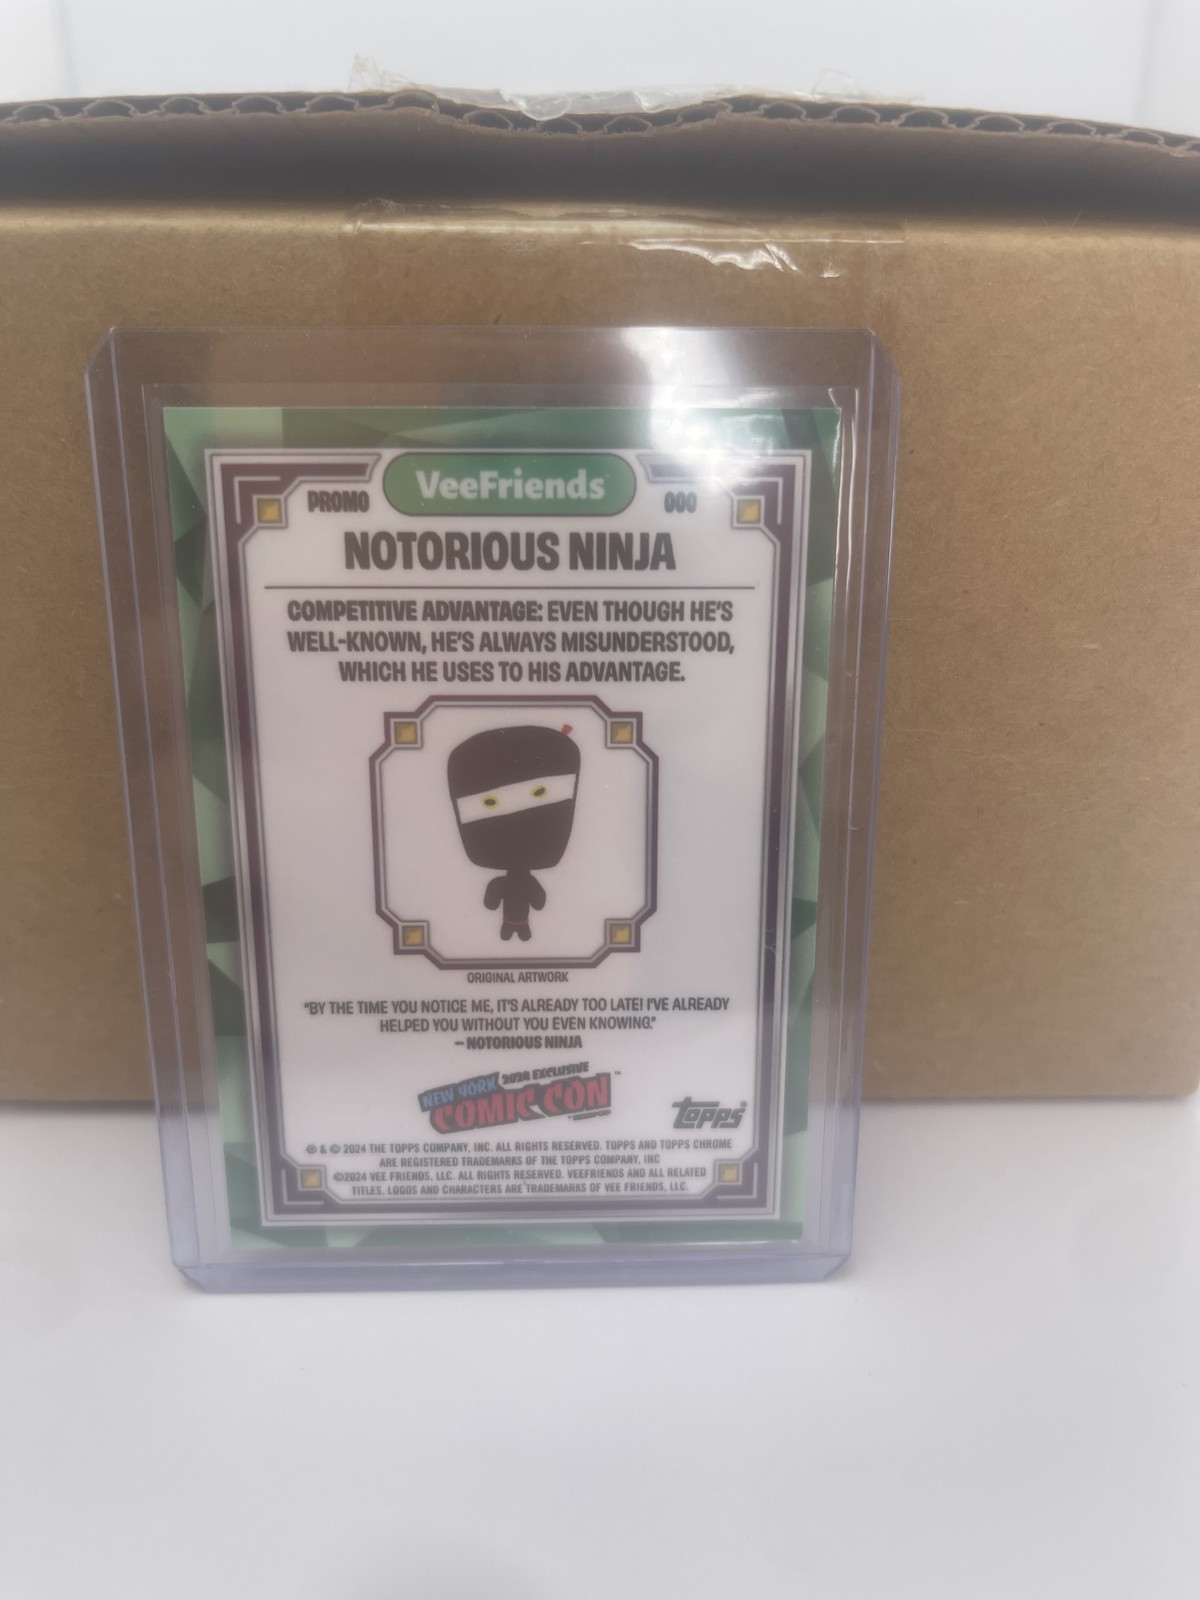 PROMO VeeFriends 000
NOTORIOUS NINJA
COMPETITIVE ADVANTAGE: EVEN THOUGH HE'S
WELL-KNOWN, HE'S ALWAYS MISUNDERSTOOD,
WHICH HE USES TO HIS ADVANTAGE.
ORIGINAL ARTWORK
"BY THE TIME YOU NOTICE ME, IT'S ALREADY TOO LATE! I'VE ALREADY
HELPED YOU WITHOUT YOU EVEN KNOWING."
– NOTORIOUS NINJA
NEW YORK 2024 EXCLUSIVE
COMIC CON™
topps®
® & © 2024 THE TOPPS COMPANY, INC. ALL RIGHTS RESERVED. TOPPS AND TOPPS CHROME
ARE REGISTERED TRADEMARKS OF THE TOPPS COMPANY, INC
©2024 VEE FRIENDS, LLC. ALL RIGHTS RESERVED. VEEFRIENDS AND ALL RELATED
TITLES, LOGOS AND CHARACTERS ARE TRADEMARKS OF VEE FRIENDS, LLC.